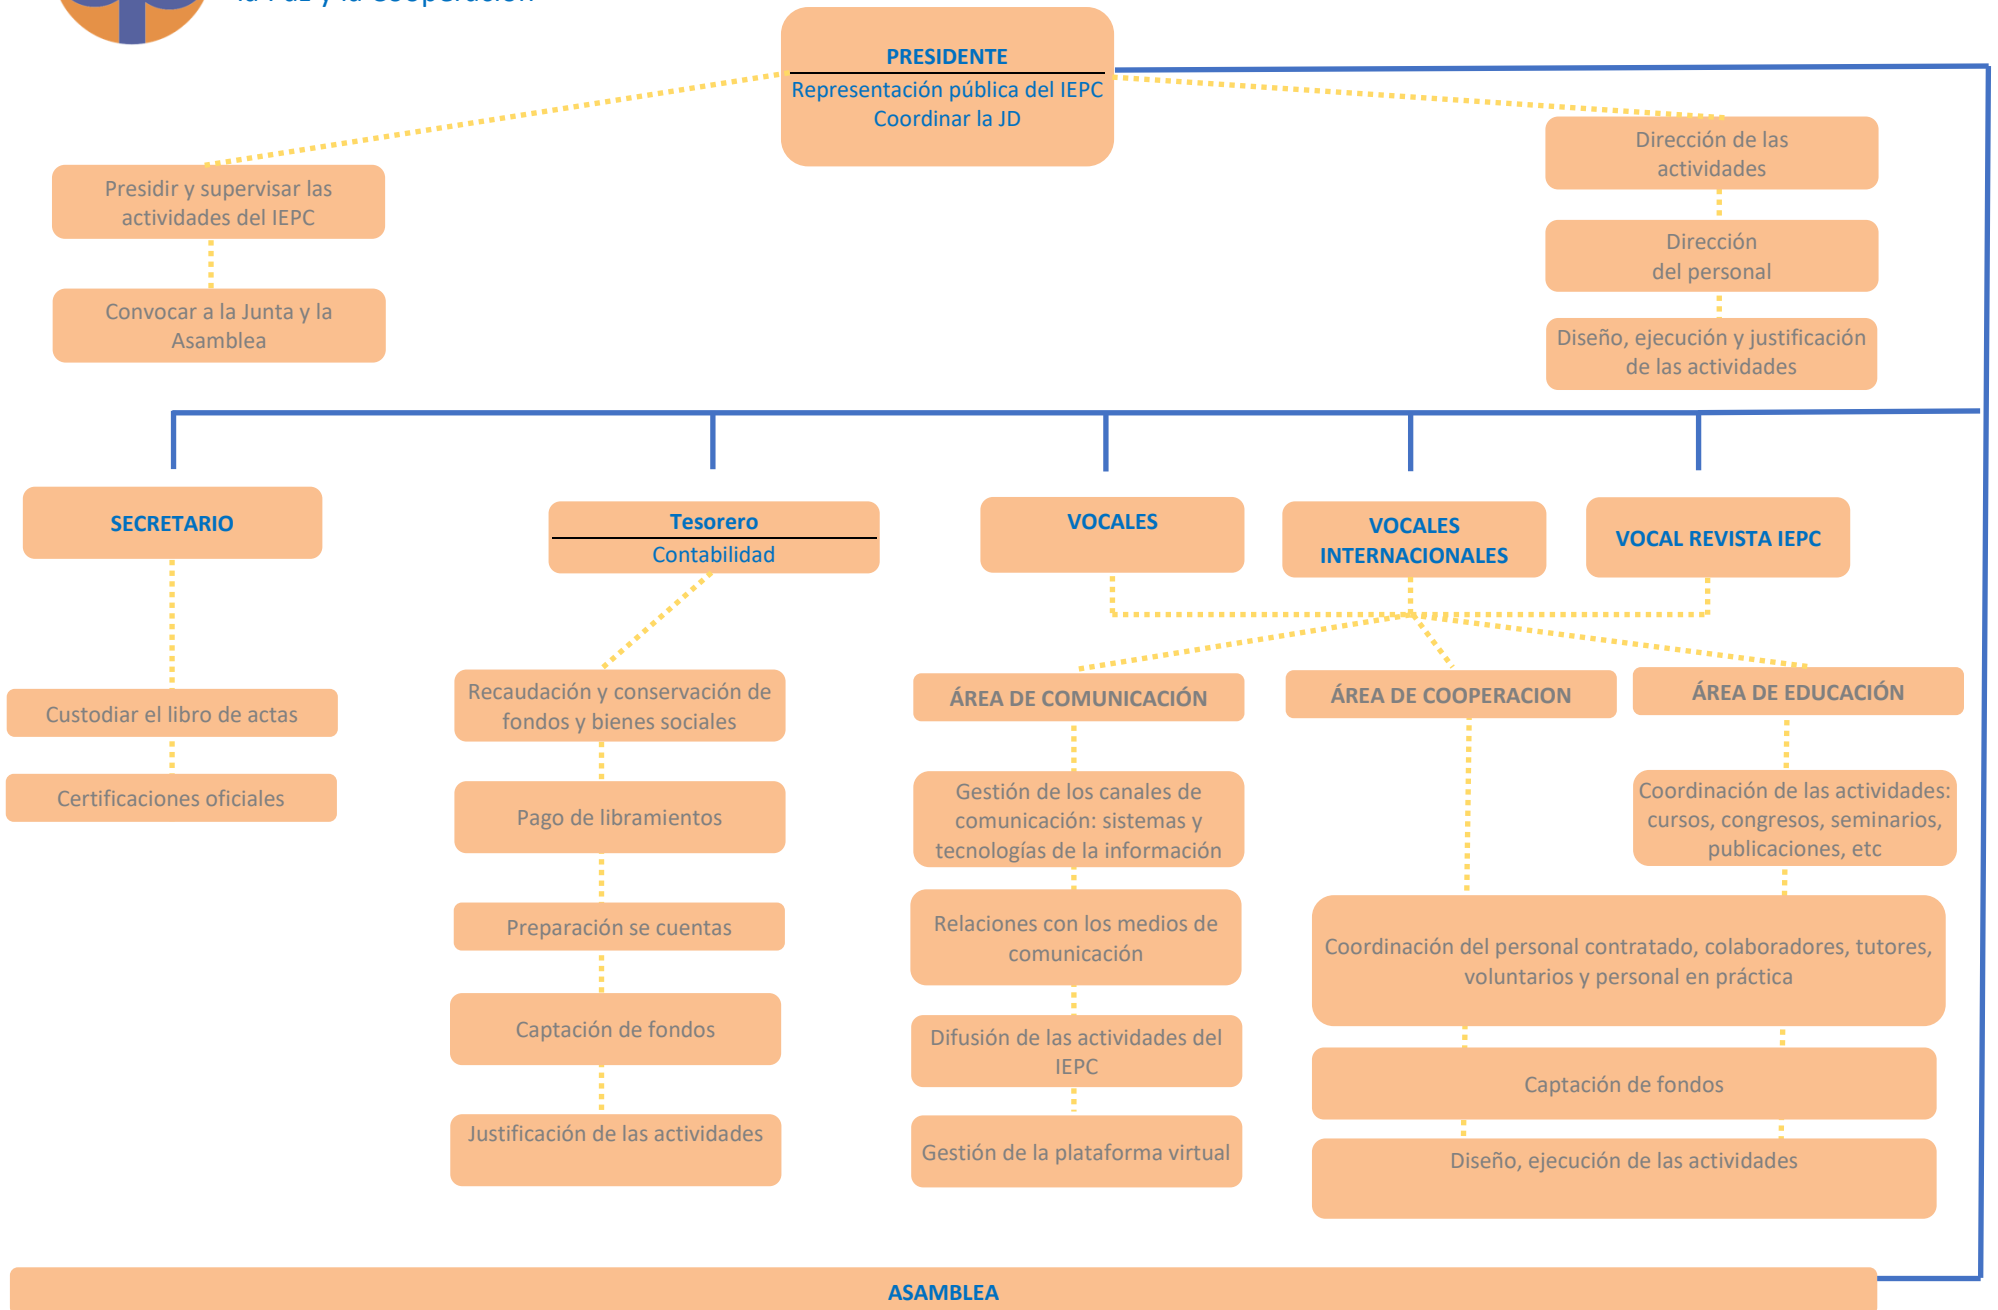 la Paz y la Cooperación
PRESIDENTE
Representación pública del IEPC
Coordinar la JD
Presidir y supervisar las
actividades del IEPC
Convocar a la Junta y la
Asamblea
Dirección de las
actividades
Dirección
del personal
Diseño, ejecución y justificación
de las actividades
SECRETARIO
Custodiar el libro de actas
Certificaciones oficiales
Tesorero
Contabilidad
Recaudación y conservación de
fondos y bienes sociales
Pago de libramientos
Preparación se cuentas
Captación de fondos
Justificación de las actividades
VOCALES
VOCALES
INTERNACIONALES
VOCAL REVISTA IEPC
ÁREA DE COMUNICACIÓN
Gestión de los canales de
comunicación: sistemas y
tecnologías de la información
Relaciones con los medios de
comunicación
Difusión de las actividades del
IEPC
Gestión de la plataforma virtual
ÁREA DE COOPERACION
ÁREA DE EDUCACIÓN
Coordinación de las actividades:
cursos, congresos, seminarios,
publicaciones, etc
Coordinación del personal contratado, colaboradores, tutores,
voluntarios y personal en práctica
Captación de fondos
Diseño, ejecución de las actividades
ASAMBLEA